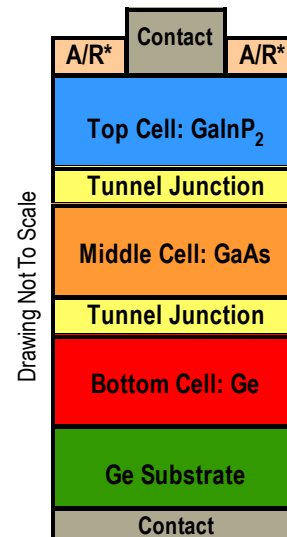 Contact
A/R* A/R*
Top Cell: GaInP₂
Tunnel Junction
Middle Cell: GaAs
Tunnel Junction
Bottom Cell: Ge
Ge Substrate
Contact
Drawing Not To Scale